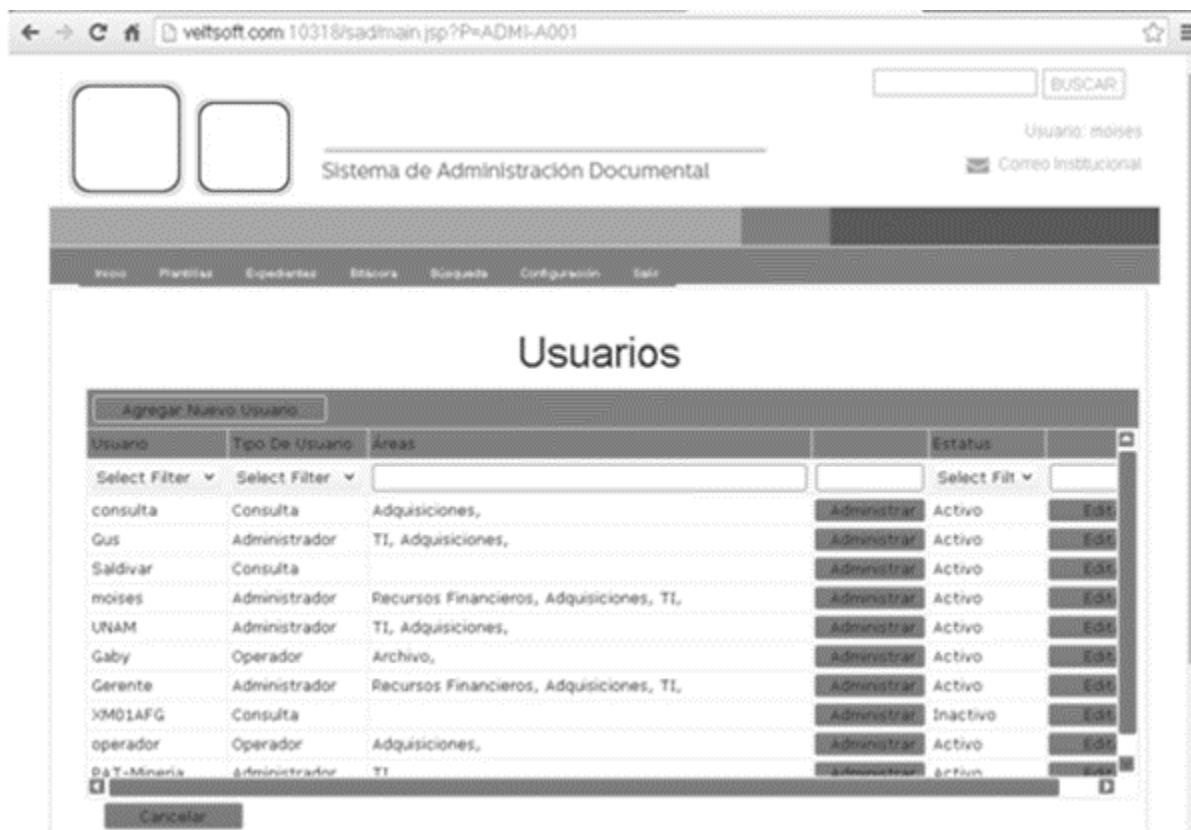 veltsoft.com:10318/sad/main.jsp?P=ADMI-A001
BUSCAR
Usuario: moises
Sistema de Administración Documental
Correo Institucional
Inicio Plantillas Expedientes Bitácora Búsqueda Configuración Salir
Usuarios
Agregar Nuevo Usuario
Usuario Tipo De Usuario Áreas Estatus
Select Filter Select Filter Select Filt
consulta Consulta Adquisiciones, Administrar Activo Edit
Gus Administrador TI, Adquisiciones, Administrar Activo Edit
Saldivar Consulta Administrar Activo Edit
moises Administrador Recursos Financieros, Adquisiciones, TI, Administrar Activo Edit
UNAM Administrador TI, Adquisiciones, Administrar Activo Edit
Gaby Operador Archivo, Administrar Activo Edit
Gerente Administrador Recursos Financieros, Adquisiciones, TI, Administrar Activo Edit
XM01AFG Consulta Administrar Inactivo Edit
operador Operador Adquisiciones, Administrar Activo Edit
PAT-Mineria Administrador TI Administrar Activo Edit
Cancelar